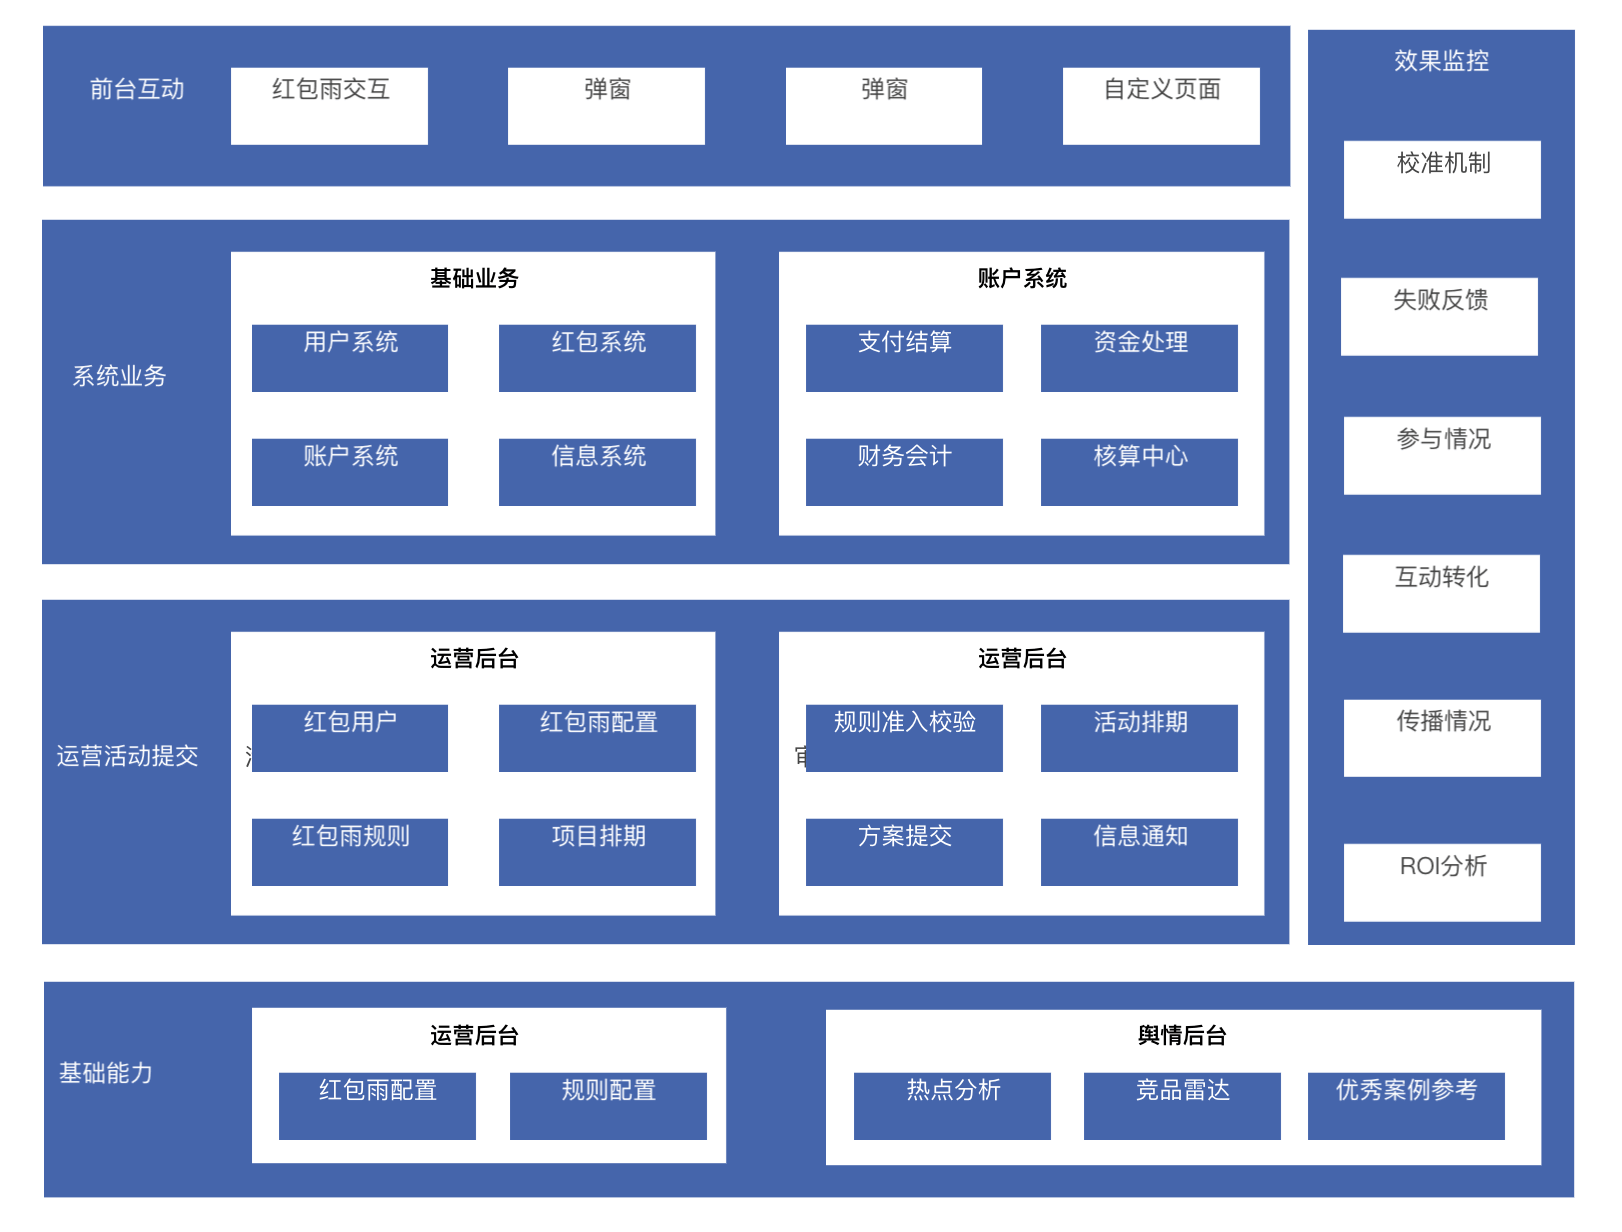 前台互动
红包雨交互
弹窗
弹窗
自定义页面
系统业务
基础业务
用户系统
红包系统
账户系统
信息系统
账户系统
支付结算
资金处理
财务会计
核算中心
运营活动提交
运营后台
红包用户
红包雨配置
红包雨规则
项目排期
运营后台
规则准入校验
活动排期
方案提交
信息通知
效果监控
校准机制
失败反馈
参与情况
互动转化
传播情况
ROI分析
基础能力
运营后台
红包雨配置
规则配置
舆情后台
热点分析
竞品雷达
优秀案例参考